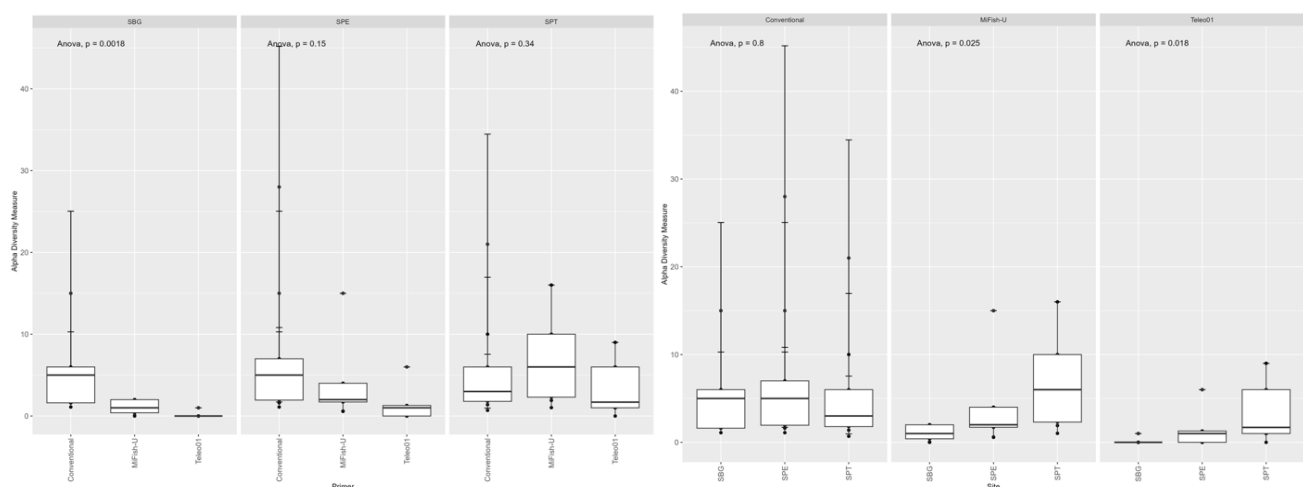 SBG
SPE
SPT
Anova, p = 0.0018
Anova, p = 0.15
Anova, p = 0.34
Alpha Diversity Measure
40
30
20
10
0
Conventional
MiFish-U
Teleo01
Conventional
MiFish-U
Teleo01
Conventional
MiFish-U
Teleo01
Primer
Conventional
MiFish-U
Teleo01
Anova, p = 0.8
Anova, p = 0.025
Anova, p = 0.018
Alpha Diversity Measure
40
30
20
10
0
SBG
SPE
SPT
SBG
SPE
SPT
SBG
SPE
SPT
Site